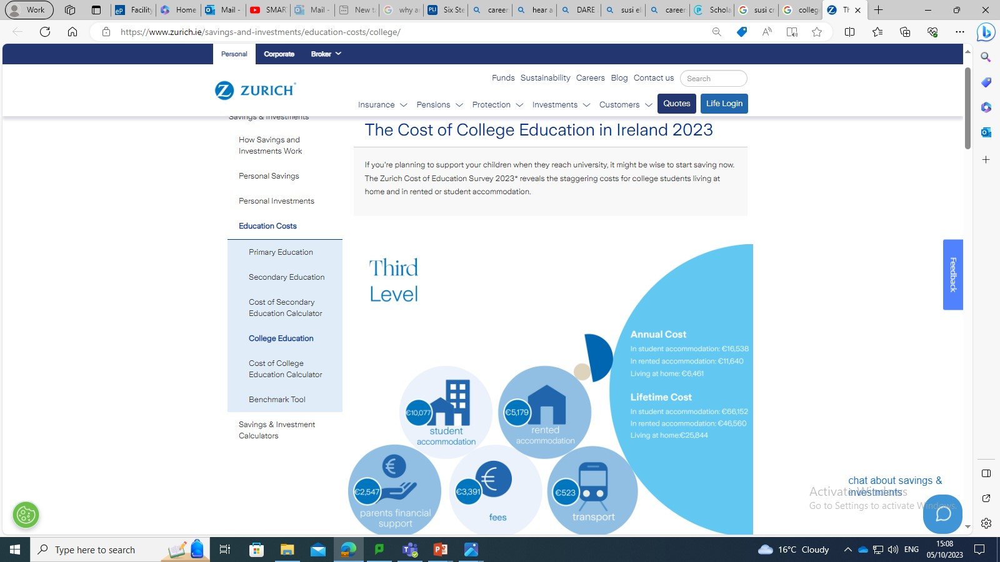 Work
Facility
Home
Mail -
SMAR
Mail -
New ta
why ar
Six Ste
career
hear a
DARE
susi el
career
Schola
susi cr
colleg
Th
https://www.zurich.ie/savings-and-investments/education-costs/college/
Personal
Corporate
Broker
ZURICH
Funds
Sustainability
Careers
Blog
Contact us
Search
Insurance
Pensions
Protection
Investments
Customers
Quotes
Life Login
Savings & Investments
How Savings and
Investments Work
Personal Savings
Personal Investments
Education Costs
Primary Education
Secondary Education
Cost of Secondary
Education Calculator
College Education
Cost of College
Education Calculator
Benchmark Tool
Savings & Investment
Calculators
The Cost of College Education in Ireland 2023
If you're planning to support your children when they reach university, it might be wise to start saving now.
The Zurich Cost of Education Survey 2023* reveals the staggering costs for college students living at
home and in rented or student accommodation.
Third
Level
Annual Cost
In student accommodation: €16,538
In rented accommodation: €11,640
Living at home: €6,461
Lifetime Cost
In student accommodation: €66,152
In rented accommodation: €46,560
Living at home:€25,844
€10,077
student
accommodation
€5,179
rented
accommodation
€2,547
parents financial
support
€3,391
fees
€523
transport
Feedback
chat about savings &
investments
Activate Windows
Go to Settings to activate Windows.
Type here to search
16°C Cloudy
ENG
15:08
05/10/2023